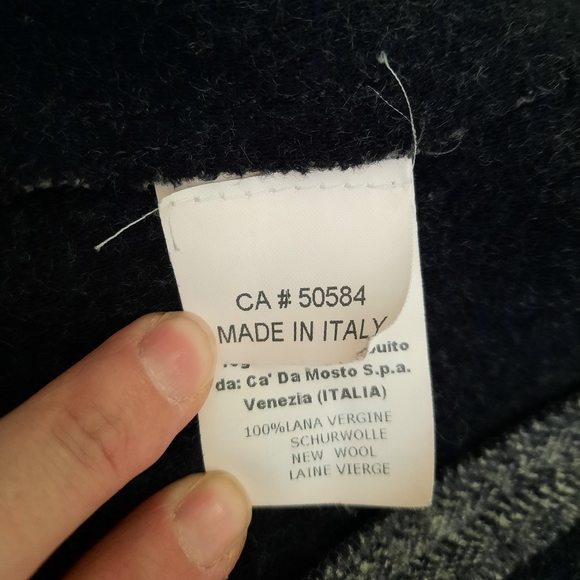 CA # 50584
MADE IN ITALY
da: Ca' Da Mosto S.p.a.
Venezia (ITALIA)
100%LANA VERGINE
SCHURWOLLE
NEW WOOL
LAINE VIERGE